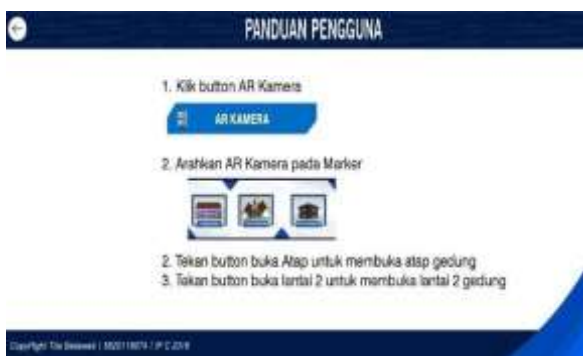 PANDUAN PENGGUNA
1. Klik button AR Kamera
AR KAMERA
2. Arahkan AR Kamera pada Marker
2. Tekan button buka Atap untuk membuka atap gedung
3. Tekan button buka lantai 2 untuk membuka lantai 2 gedung